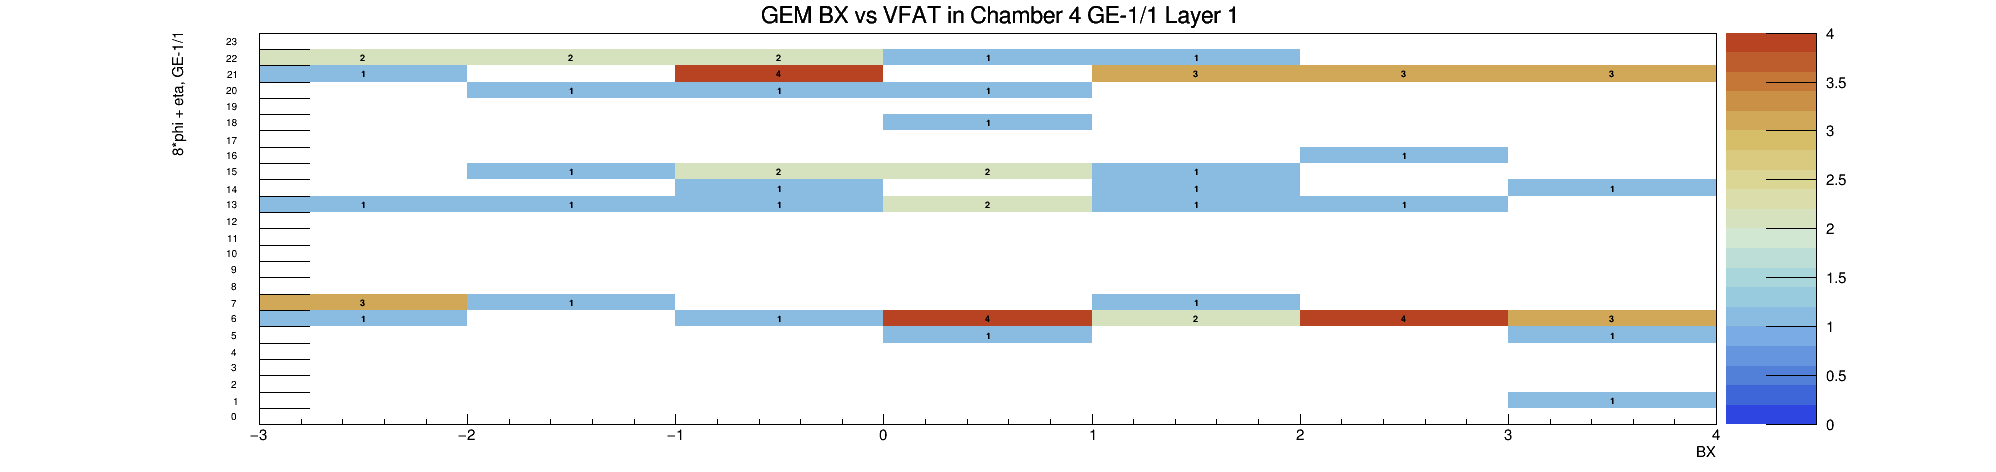 GEM BX vs VFAT in Chamber 4 GE-1/1 Layer 1
8*phi + eta, GE-1/1
23
22 2 2 2 1 1
21 1 4 3 3 3
20 1 1 1
19
18 1
17
16 1
15 1 2 2 1
14 1 1 1
13 1 1 1 2 1 1
12
11
10
9
8
7 3 1 1
6 1 1 4 2 4 3
5 1 1
4
3
2
1 1
0
−3 −2 −1 0 1 2 3 4
BX
4
3.5
3
2.5
2
1.5
1
0.5
0